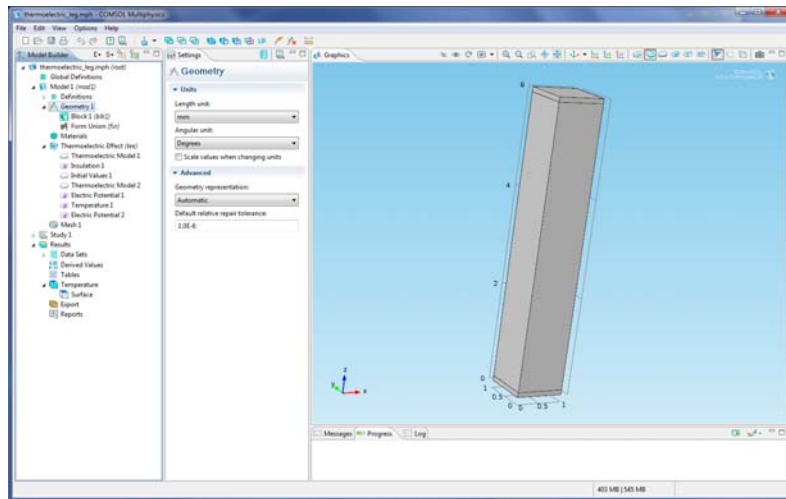 thermoelectric_leg.mph - COMSOL Multiphysics
File Edit View Options Help
Model Builder
Settings
Graphics
thermoelectric_leg.mph (root)
Global Definitions
Model 1 (mod1)
Definitions
Geometry 1
Block 1 (blk1)
Form Union (fin)
Materials
Thermoelectric Effect (tee)
Thermoelectric Model 1
Insulation 1
Initial Values 1
Thermoelectric Model 2
Electric Potential 1
Temperature 1
Electric Potential 2
Mesh 1
Study 1
Results
Data Sets
Derived Values
Tables
Temperature
Surface
Export
Reports
Geometry
Units
Length unit:
mm
Angular unit:
Degrees
Scale values when changing units
Advanced
Geometry representation:
Automatic
Default relative repair tolerance:
1.0E-6
6
4
2
0
1
0.5
0
0
0.5
1
z
y
x
Messages
Progress
Log
403 MB | 545 MB